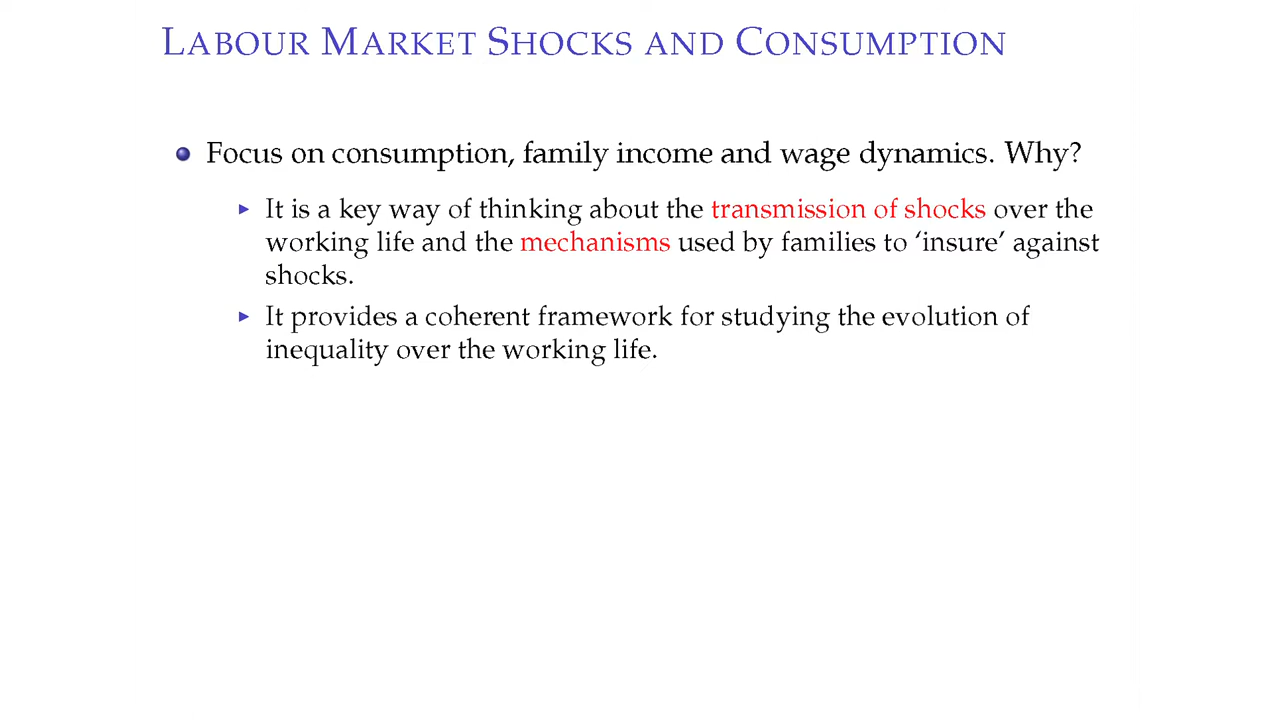 LABOUR MARKET SHOCKS AND CONSUMPTION
Focus on consumption, family income and wage dynamics. Why?
It is a key way of thinking about the transmission of shocks over the
working life and the mechanisms used by families to ‘insure’ against
shocks.
It provides a coherent framework for studying the evolution of
inequality over the working life.